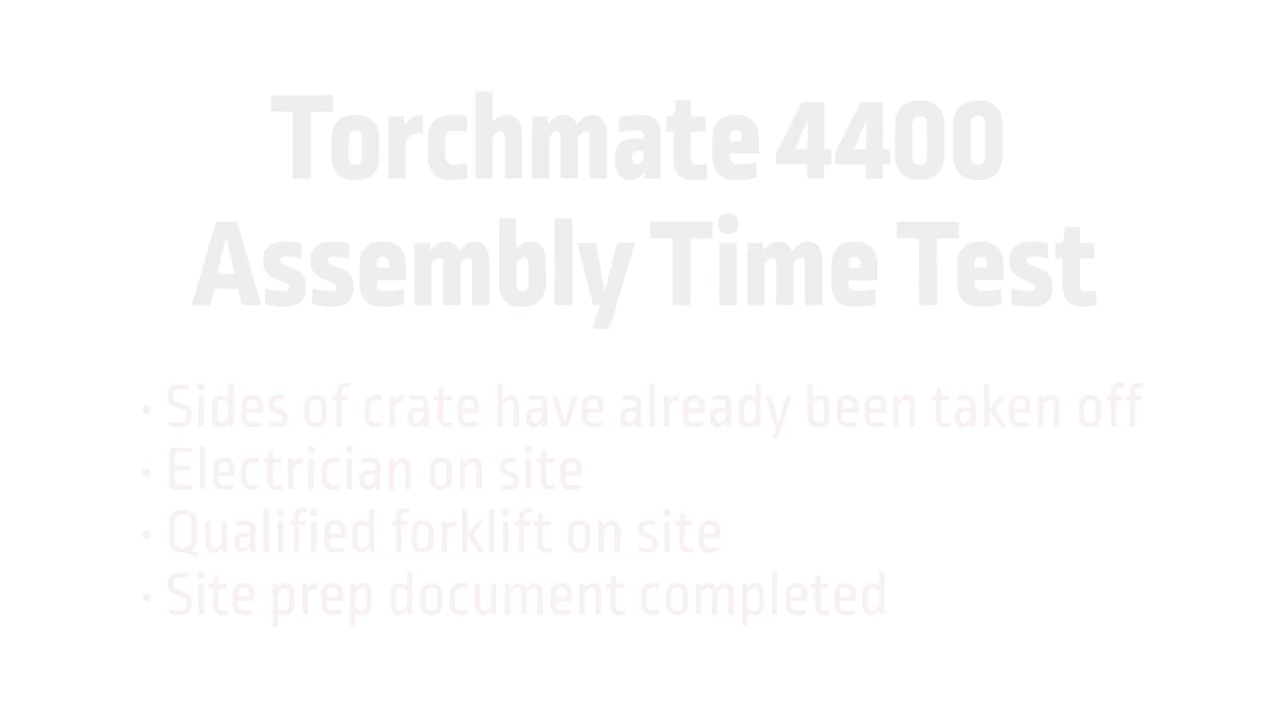 Torchmate 4400
Assembly Time Test
· Sides of crate have already been taken off
· Electrician on site
· Qualified forklift on site
· Site prep document completed